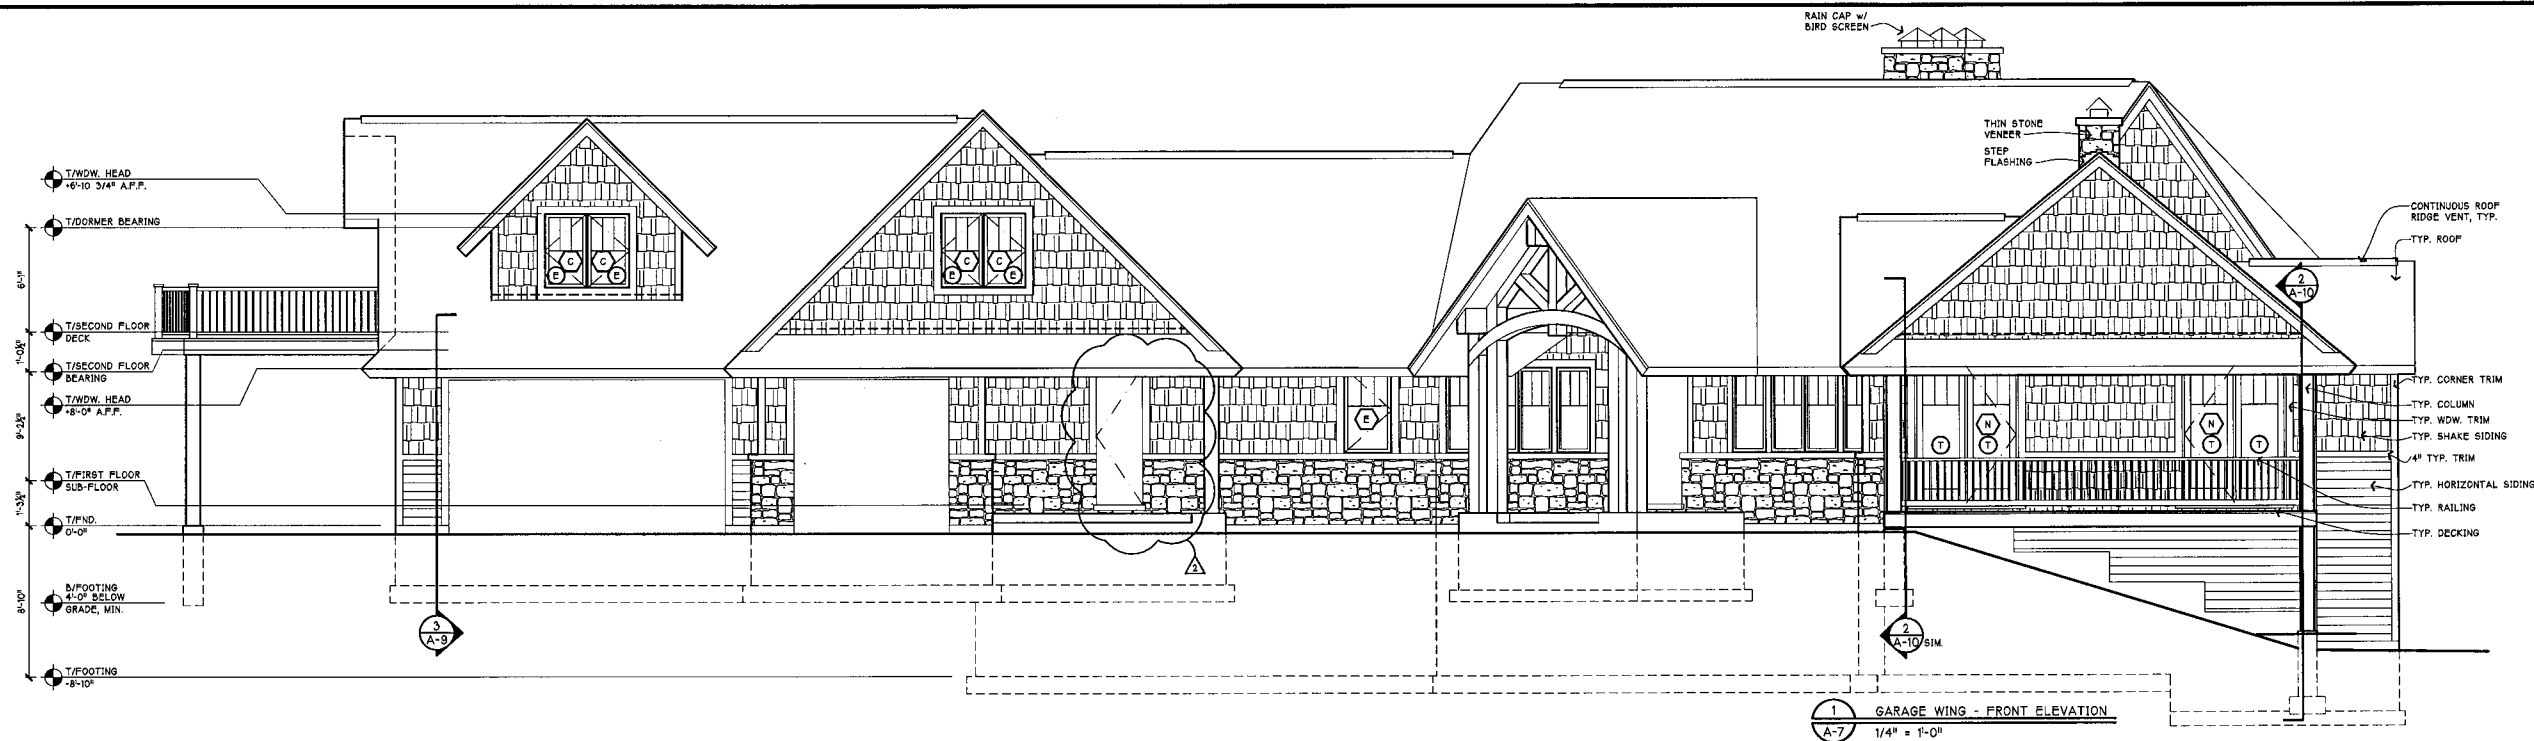 RAIN CAP w/
BIRD SCREEN
THIN STONE
VENEER
STEP
FLASHING
T/WDW. HEAD
+6'-10 3/4" A.F.F.
T/DORMER BEARING
6'-1"
T/SECOND FLOOR
DECK
T/SECOND FLOOR
BEARING
T/WDW. HEAD
+8'-0" A.F.F.
T/FIRST FLOOR
SUB-FLOOR
T/FND.
0'-0"
B/FOOTING
4'-0" BELOW
GRADE, MIN.
8'-10"
T/FOOTING
-8'-10"
C C
E E
C C
E E
E
N
T T
N
T T
2
3
A-9
2
A-10
2
A-10 SIM.
CONTINUOUS ROOF
RIDGE VENT, TYP.
TYP. ROOF
TYP. CORNER TRIM
TYP. COLUMN
TYP. WDW. TRIM
TYP. SHAKE SIDING
4" TYP. TRIM
TYP. HORIZONTAL SIDING
TYP. RAILING
TYP. DECKING
1
A-7
GARAGE WING - FRONT ELEVATION
1/4" = 1'-0"